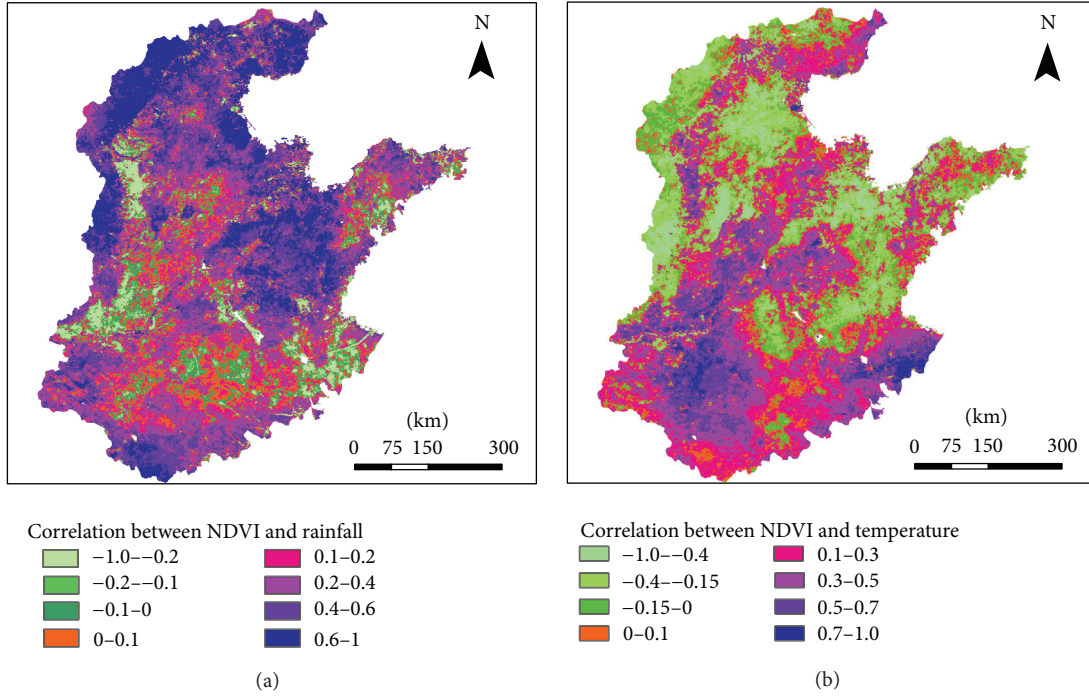 N
(km)
0 75 150 300
Correlation between NDVI and rainfall
−1.0–−0.2
−0.2–−0.1
−0.1–0
0–0.1
0.1–0.2
0.2–0.4
0.4–0.6
0.6–1
(a)
N
(km)
0 75 150 300
Correlation between NDVI and temperature
−1.0–−0.4
−0.4–−0.15
−0.15–0
0–0.1
0.1–0.3
0.3–0.5
0.5–0.7
0.7–1.0
(b)